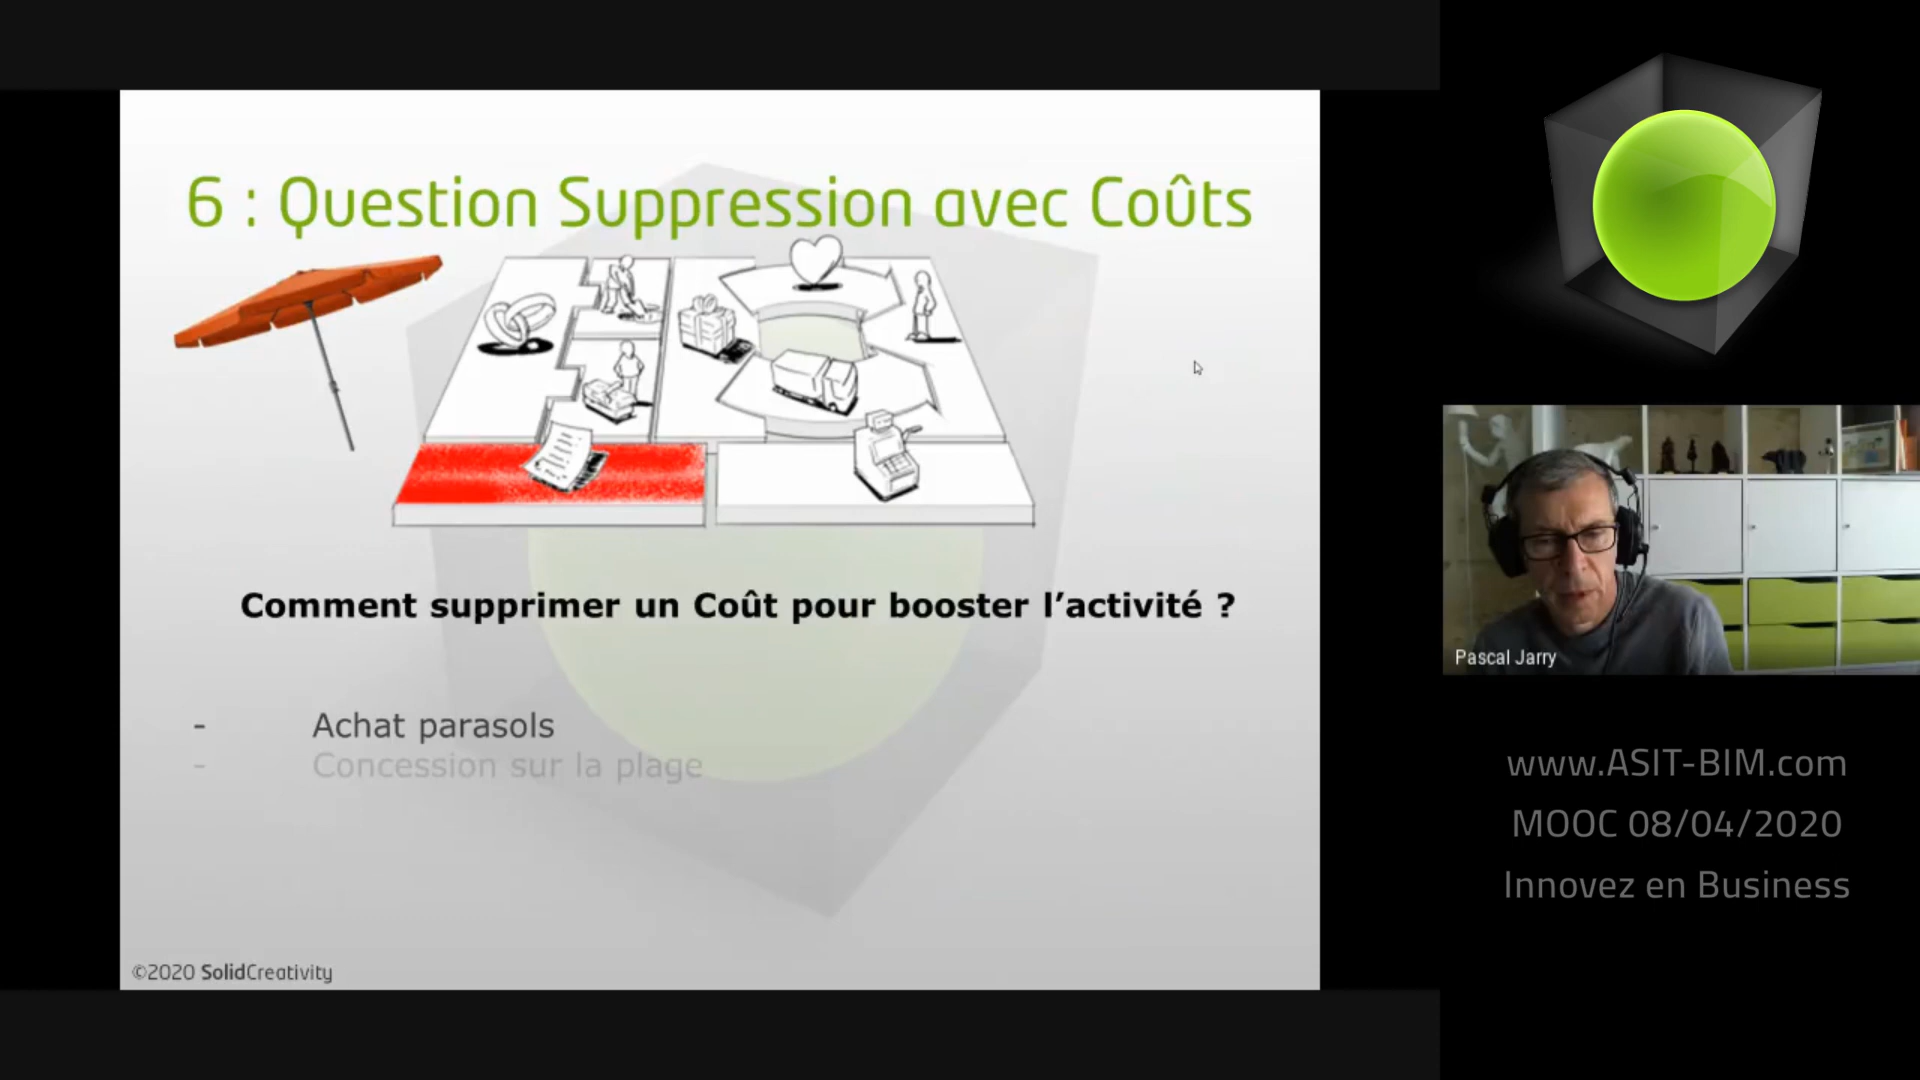 6 : Question Suppression avec Coûts
Comment supprimer un Coût pour booster l'activité ?
- Achat parasols
- Concession sur la plage
©2020 SolidCreativity
Pascal Jarry
www.ASIT-BIM.com
MOOC 08/04/2020
Innovez en Business